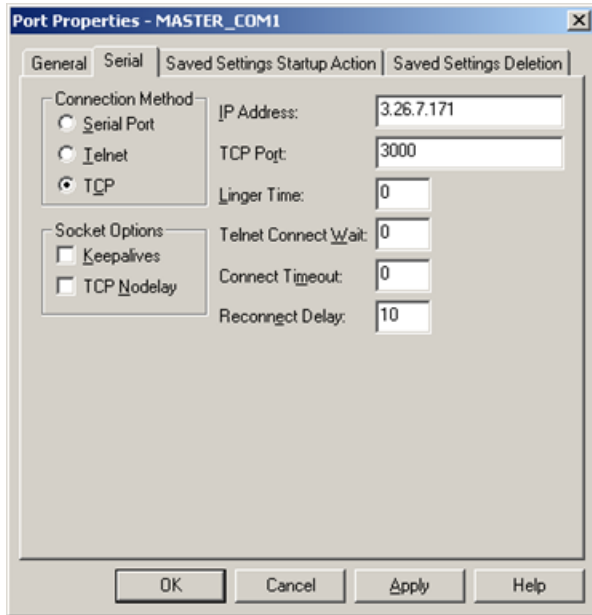 Port Properties - MASTER_COM1
General Serial Saved Settings Startup Action Saved Settings Deletion
Connection Method
Serial Port
Telnet
TCP
Socket Options
Keepalives
TCP Nodelay
IP Address: 3.26.7.171
TCP Port: 3000
Linger Time: 0
Telnet Connect Wait: 0
Connect Timeout: 0
Reconnect Delay: 10
OK Cancel Apply Help